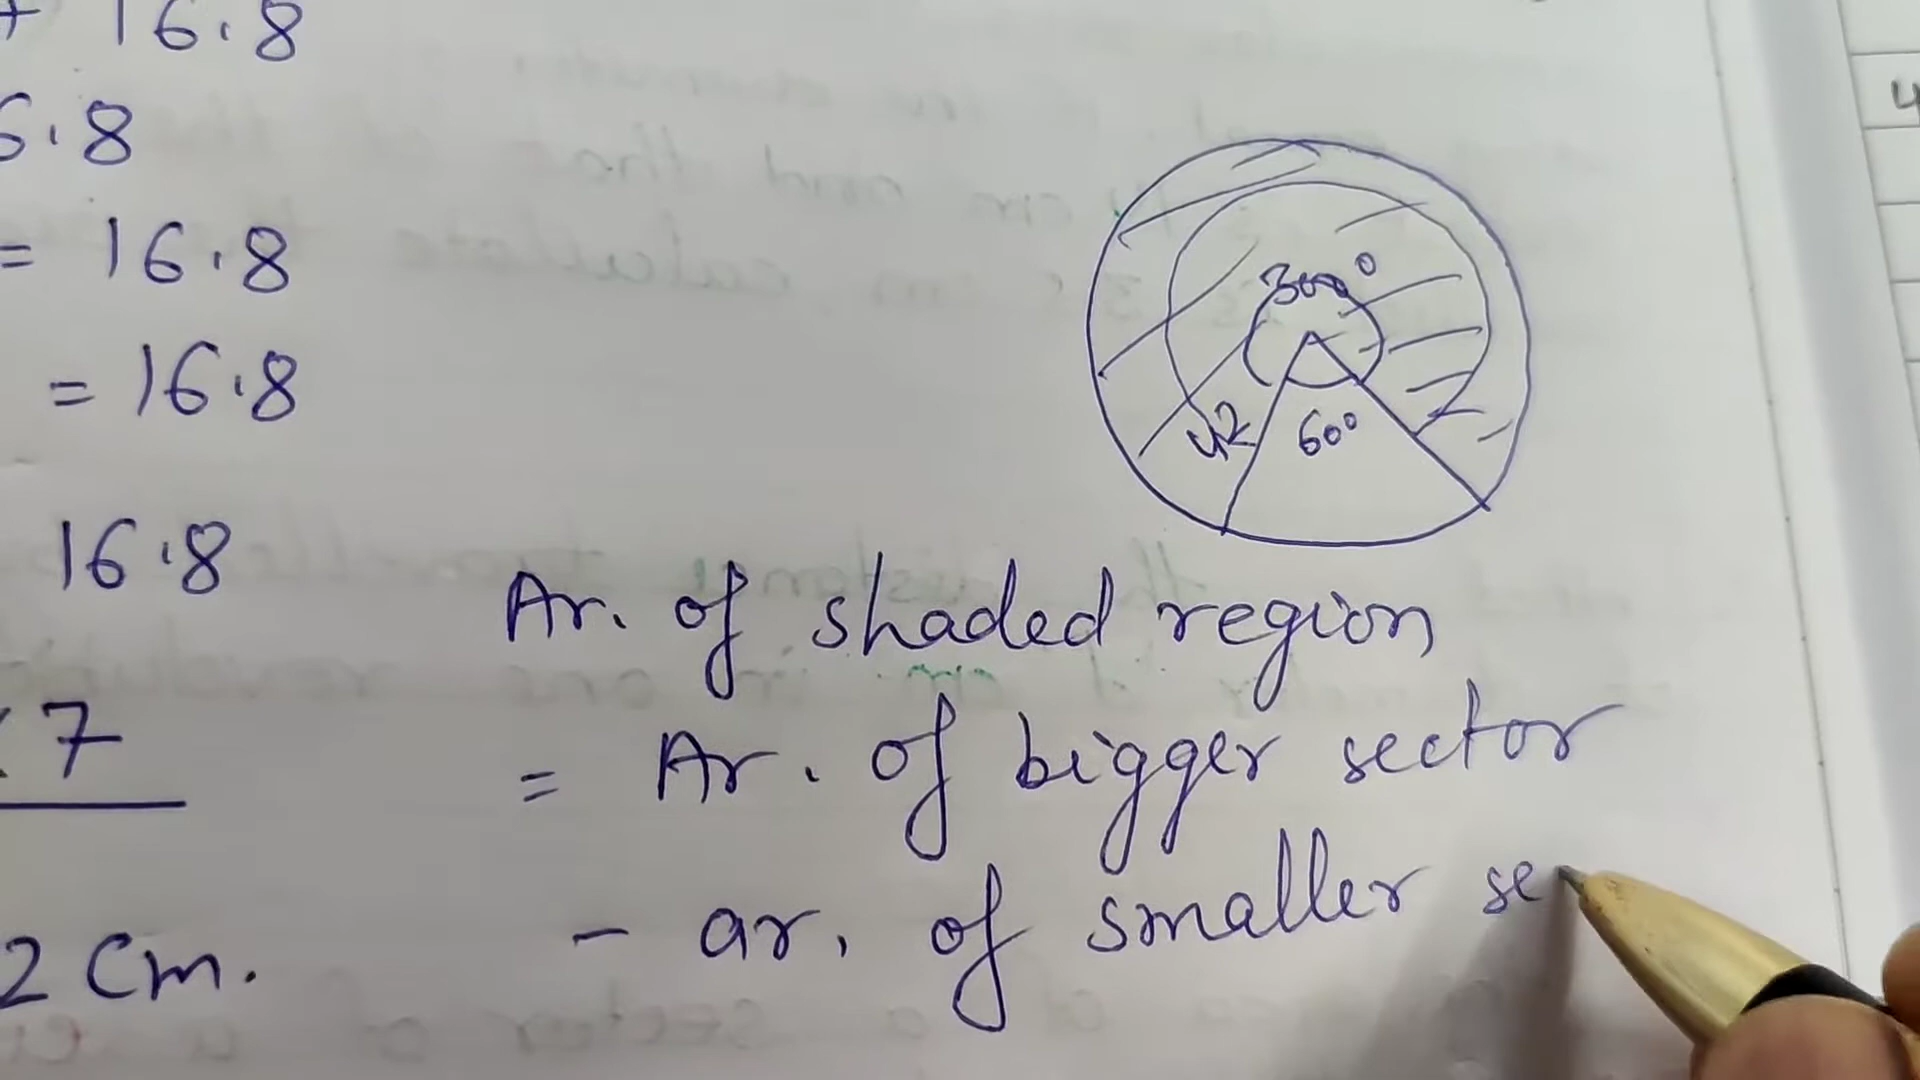 + 16.8
6.8
= 16.8
= 16.8
16.8
7
2 Cm.
300°
42
60°
Ar. of shaded region
= Ar. of bigger sector
- ar. of smaller se
4